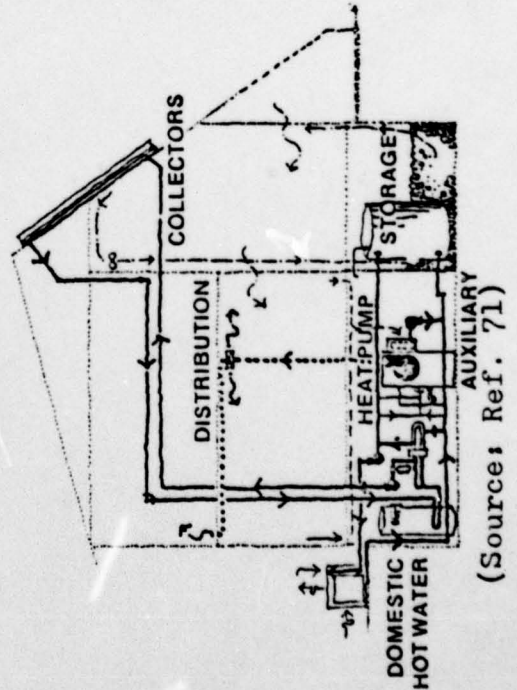 COLLECTORS
DISTRIBUTION
STORAGE
HEAT PUMP
AUXILIARY
DOMESTIC
HOT WATER
(Source: Ref. 71)